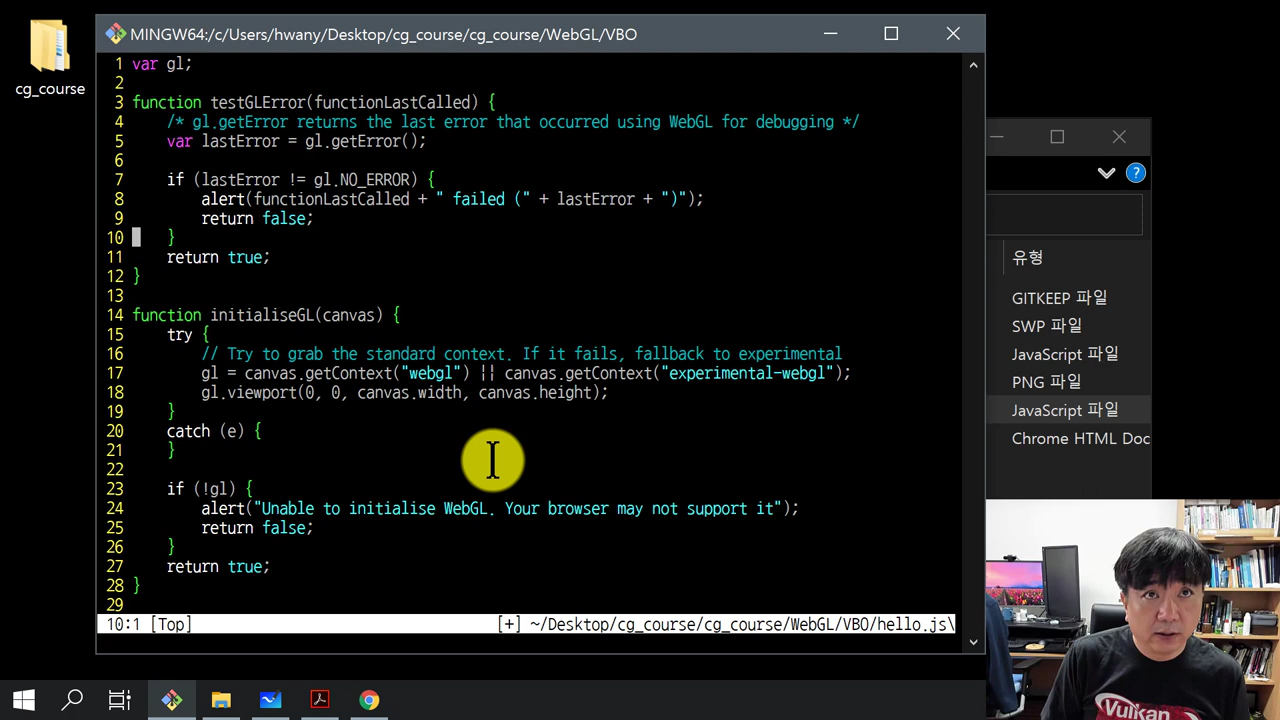 cg_course
MINGW64:/c/Users/hwany/Desktop/cg_course/cg_course/WebGL/VBO
1 var gl;
2
3 function testGLError(functionLastCalled) {
4 /* gl.getError returns the last error that occurred using WebGL for debugging */
5 var lastError = gl.getError();
6
7 if (lastError != gl.NO_ERROR) {
8 alert(functionLastCalled + " failed (" + lastError + ")");
9 return false;
10 }
11 return true;
12 }
13
14 function initialiseGL(canvas) {
15 try {
16 // Try to grab the standard context. If it fails, fallback to experimental
17 gl = canvas.getContext("webgl") || canvas.getContext("experimental-webgl");
18 gl.viewport(0, 0, canvas.width, canvas.height);
19 }
20 catch (e) {
21 }
22
23 if (!gl) {
24 alert("Unable to initialise WebGL. Your browser may not support it");
25 return false;
26 }
27 return true;
28 }
29
10:1 [Top] [+] ~/Desktop/cg_course/cg_course/WebGL/VBO/hello.js\
?
유형
GITKEEP 파일
SWP 파일
JavaScript 파일
PNG 파일
JavaScript 파일
Chrome HTML Doc
Vulkan